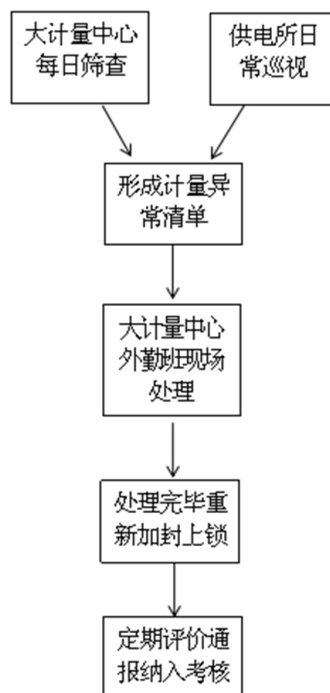 大计量中心
每日筛查
供电所日
常巡视
形成计量异
常清单
大计量中心
外勤班现场
处理
处理完毕重
新加封上锁
定期评价通
报纳入考核